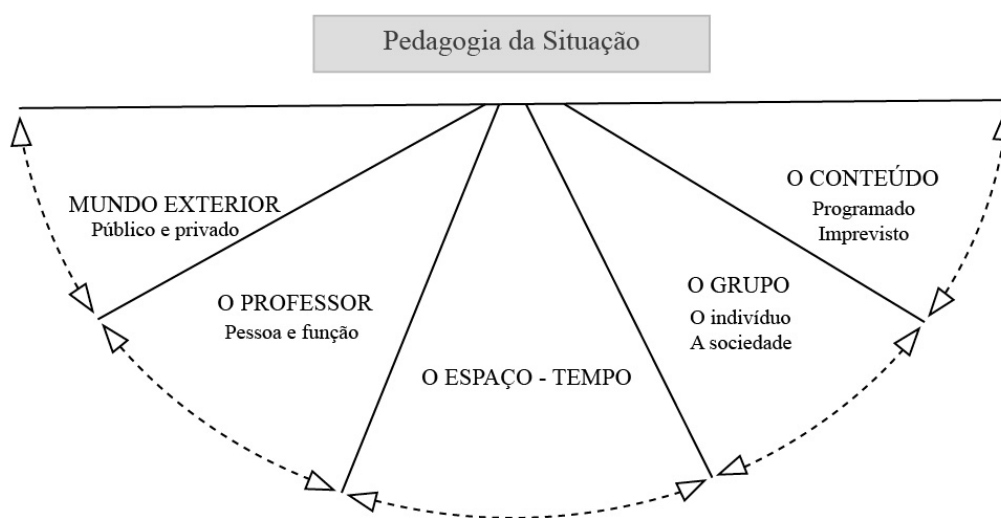 Pedagogia da Situação
MUNDO EXTERIOR
Público e privado
O PROFESSOR
Pessoa e função
O ESPAÇO - TEMPO
O GRUPO
O indivíduo
A sociedade
O CONTEÚDO
Programado
Imprevisto